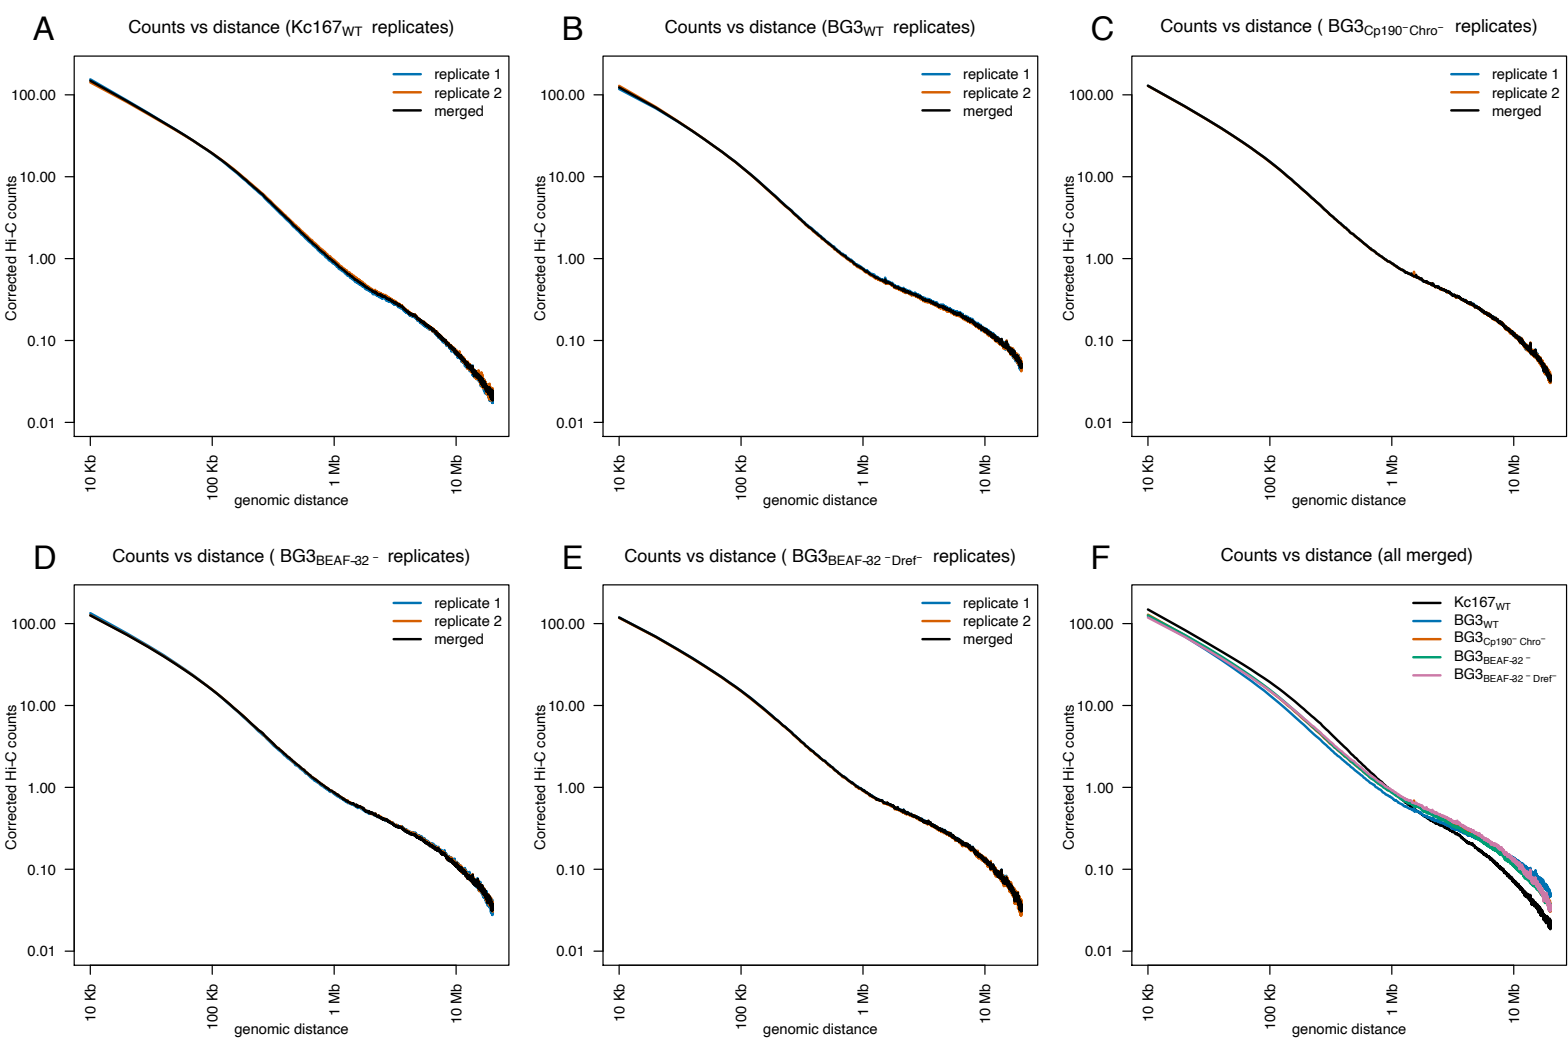 A
Counts vs distance (Kc167WT replicates)
Corrected Hi-C counts
100.00
10.00
1.00
0.10
0.01
replicate 1
replicate 2
merged
10 Kb
100 Kb
1 Mb
10 Mb
genomic distance
B
Counts vs distance (BG3WT replicates)
Corrected Hi-C counts
100.00
10.00
1.00
0.10
0.01
replicate 1
replicate 2
merged
10 Kb
100 Kb
1 Mb
10 Mb
genomic distance
C
Counts vs distance ( BG3Cp190−Chro− replicates)
Corrected Hi-C counts
100.00
10.00
1.00
0.10
0.01
replicate 1
replicate 2
merged
10 Kb
100 Kb
1 Mb
10 Mb
genomic distance
D
Counts vs distance ( BG3BEAF-32 − replicates)
Corrected Hi-C counts
100.00
10.00
1.00
0.10
0.01
replicate 1
replicate 2
merged
10 Kb
100 Kb
1 Mb
10 Mb
genomic distance
E
Counts vs distance ( BG3BEAF-32 −Dref− replicates)
Corrected Hi-C counts
100.00
10.00
1.00
0.10
0.01
replicate 1
replicate 2
merged
10 Kb
100 Kb
1 Mb
10 Mb
genomic distance
F
Counts vs distance (all merged)
Corrected Hi-C counts
100.00
10.00
1.00
0.10
0.01
Kc167WT
BG3WT
BG3Cp190− Chro−
BG3BEAF-32 −
BG3BEAF-32 − Dref−
10 Kb
100 Kb
1 Mb
10 Mb
genomic distance